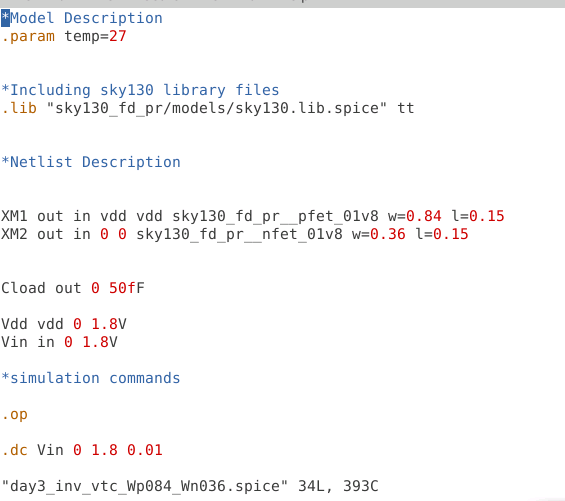 *Model Description
.param temp=27
*Including sky130 library files
.lib "sky130_fd_pr/models/sky130.lib.spice" tt
*Netlist Description
XM1 out in vdd vdd sky130_fd_pr__pfet_01v8 w=0.84 l=0.15
XM2 out in 0 0 sky130_fd_pr__nfet_01v8 w=0.36 l=0.15
Cload out 0 50fF
Vdd vdd 0 1.8V
Vin in 0 1.8V
*simulation commands
.op
.dc Vin 0 1.8 0.01
"day3_inv_vtc_Wp084_Wn036.spice" 34L, 393C